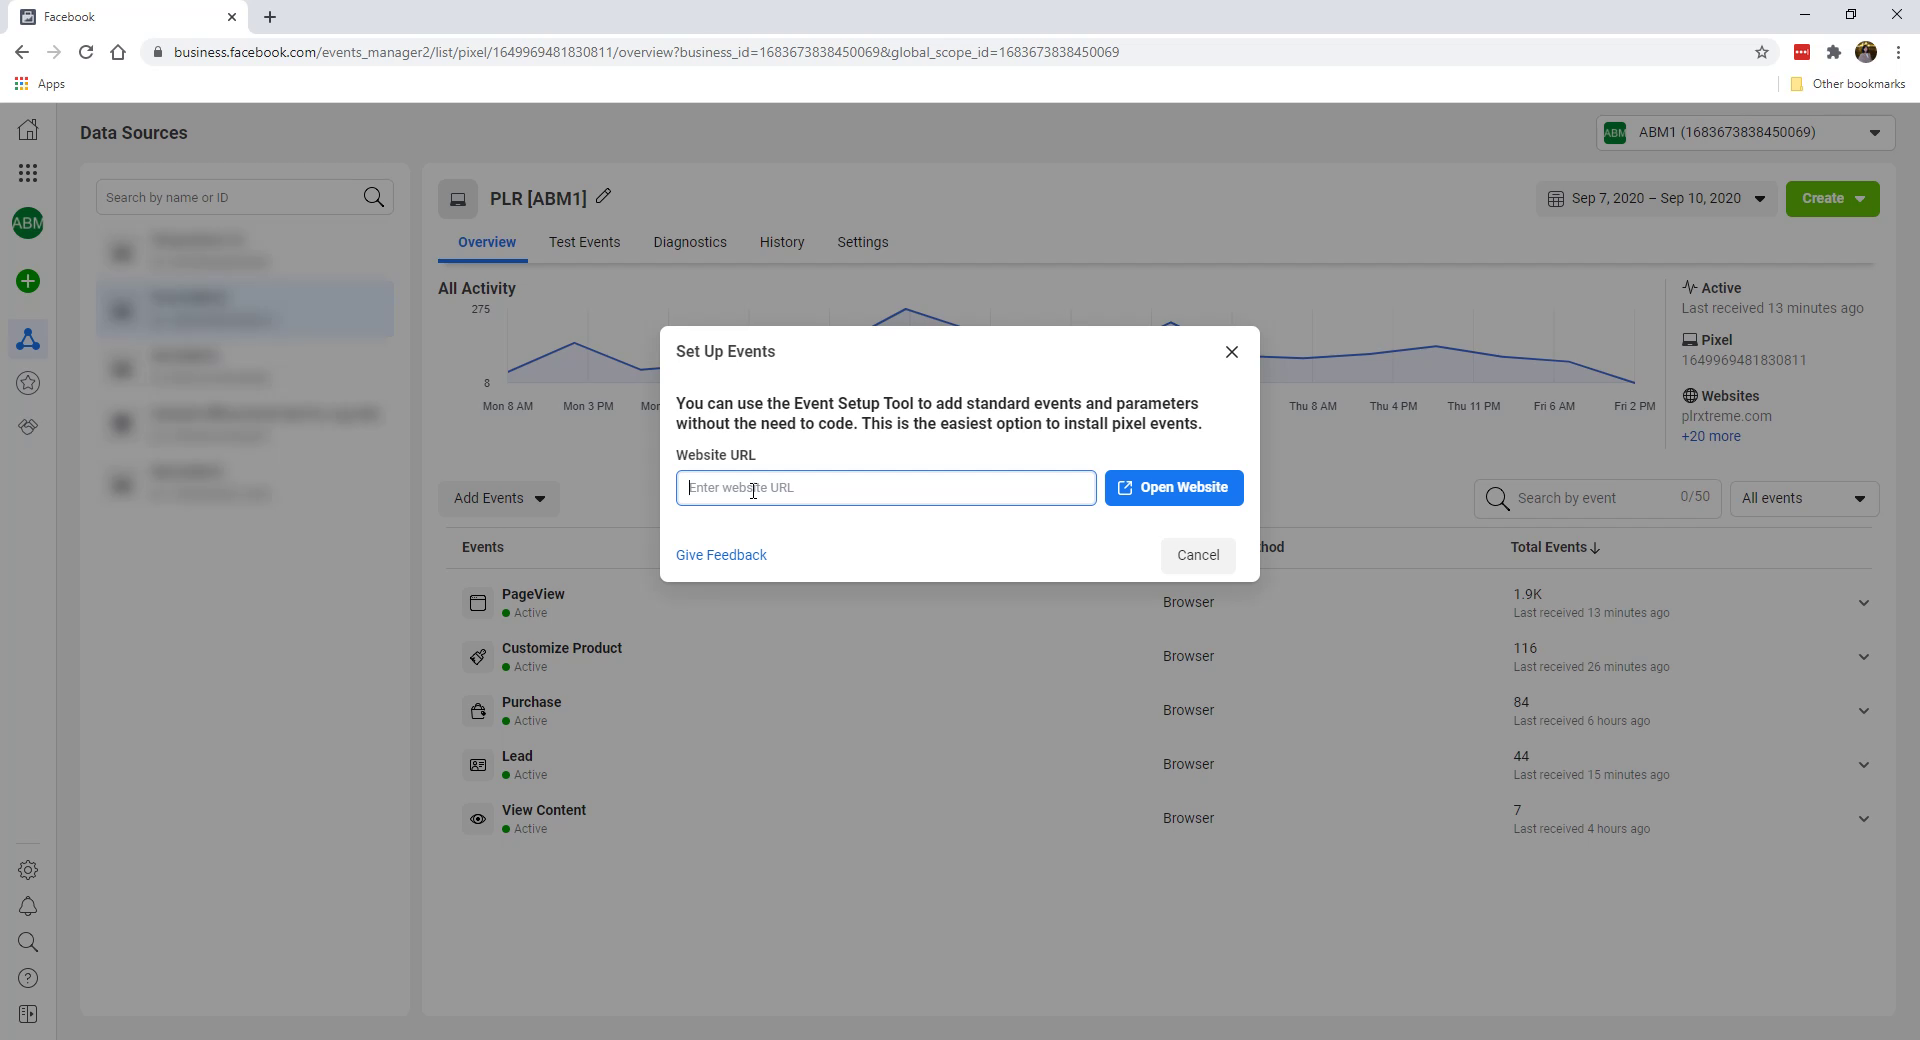 Facebook
business.facebook.com/events_manager2/list/pixel/1649969481830811/overview?business_id=1683673838450069&global_scope_id=1683673838450069
Apps
Other bookmarks
Data Sources
ABM ABM1 (1683673838450069)
Search by name or ID
PLR [ABM1]
Sep 7, 2020 – Sep 10, 2020
Create
ABM
Overview
Test Events
Diagnostics
History
Settings
All Activity
275
8
Mon 8 AM
Mon 3 PM
Mon
Thu 8 AM
Thu 4 PM
Thu 11 PM
Fri 6 AM
Fri 2 PM
Active
Last received 13 minutes ago
Pixel
1649969481830811
Websites
plrxtreme.com
+20 more
Set Up Events
You can use the Event Setup Tool to add standard events and parameters
without the need to code. This is the easiest option to install pixel events.
Website URL
Enter website URL
Open Website
Give Feedback
Cancel
Add Events
Search by event
0/50
All events
Events
hod
Total Events
PageView
Active
Browser
1.9K
Last received 13 minutes ago
Customize Product
Active
Browser
116
Last received 26 minutes ago
Purchase
Active
Browser
84
Last received 6 hours ago
Lead
Active
Browser
44
Last received 15 minutes ago
View Content
Active
Browser
7
Last received 4 hours ago